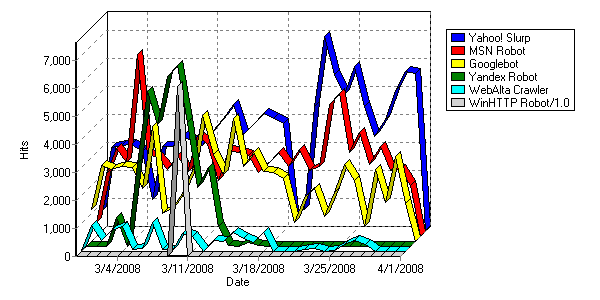 Yahoo! Slurp
MSN Robot
Googlebot
Yandex Robot
WebAlta Crawler
WinHTTP Robot/1.0
7,000
6,000
5,000
4,000
3,000
2,000
1,000
0
Hits
3/4/2008 3/11/2008 3/18/2008 3/25/2008 4/1/2008
Date